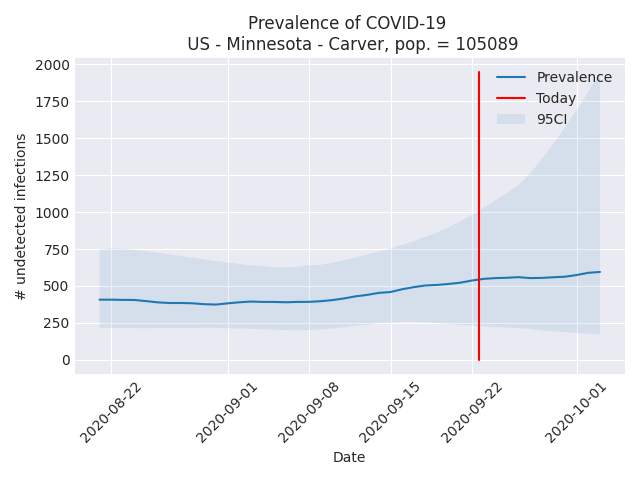 Prevalence of COVID-19
US - Minnesota - Carver, pop. = 105089
2000
1750
1500
1250
1000
750
500
250
0
# undetected infections
Prevalence
Today
95CI
2020-08-22
2020-09-01
2020-09-08
2020-09-15
2020-09-22
2020-10-01
Date